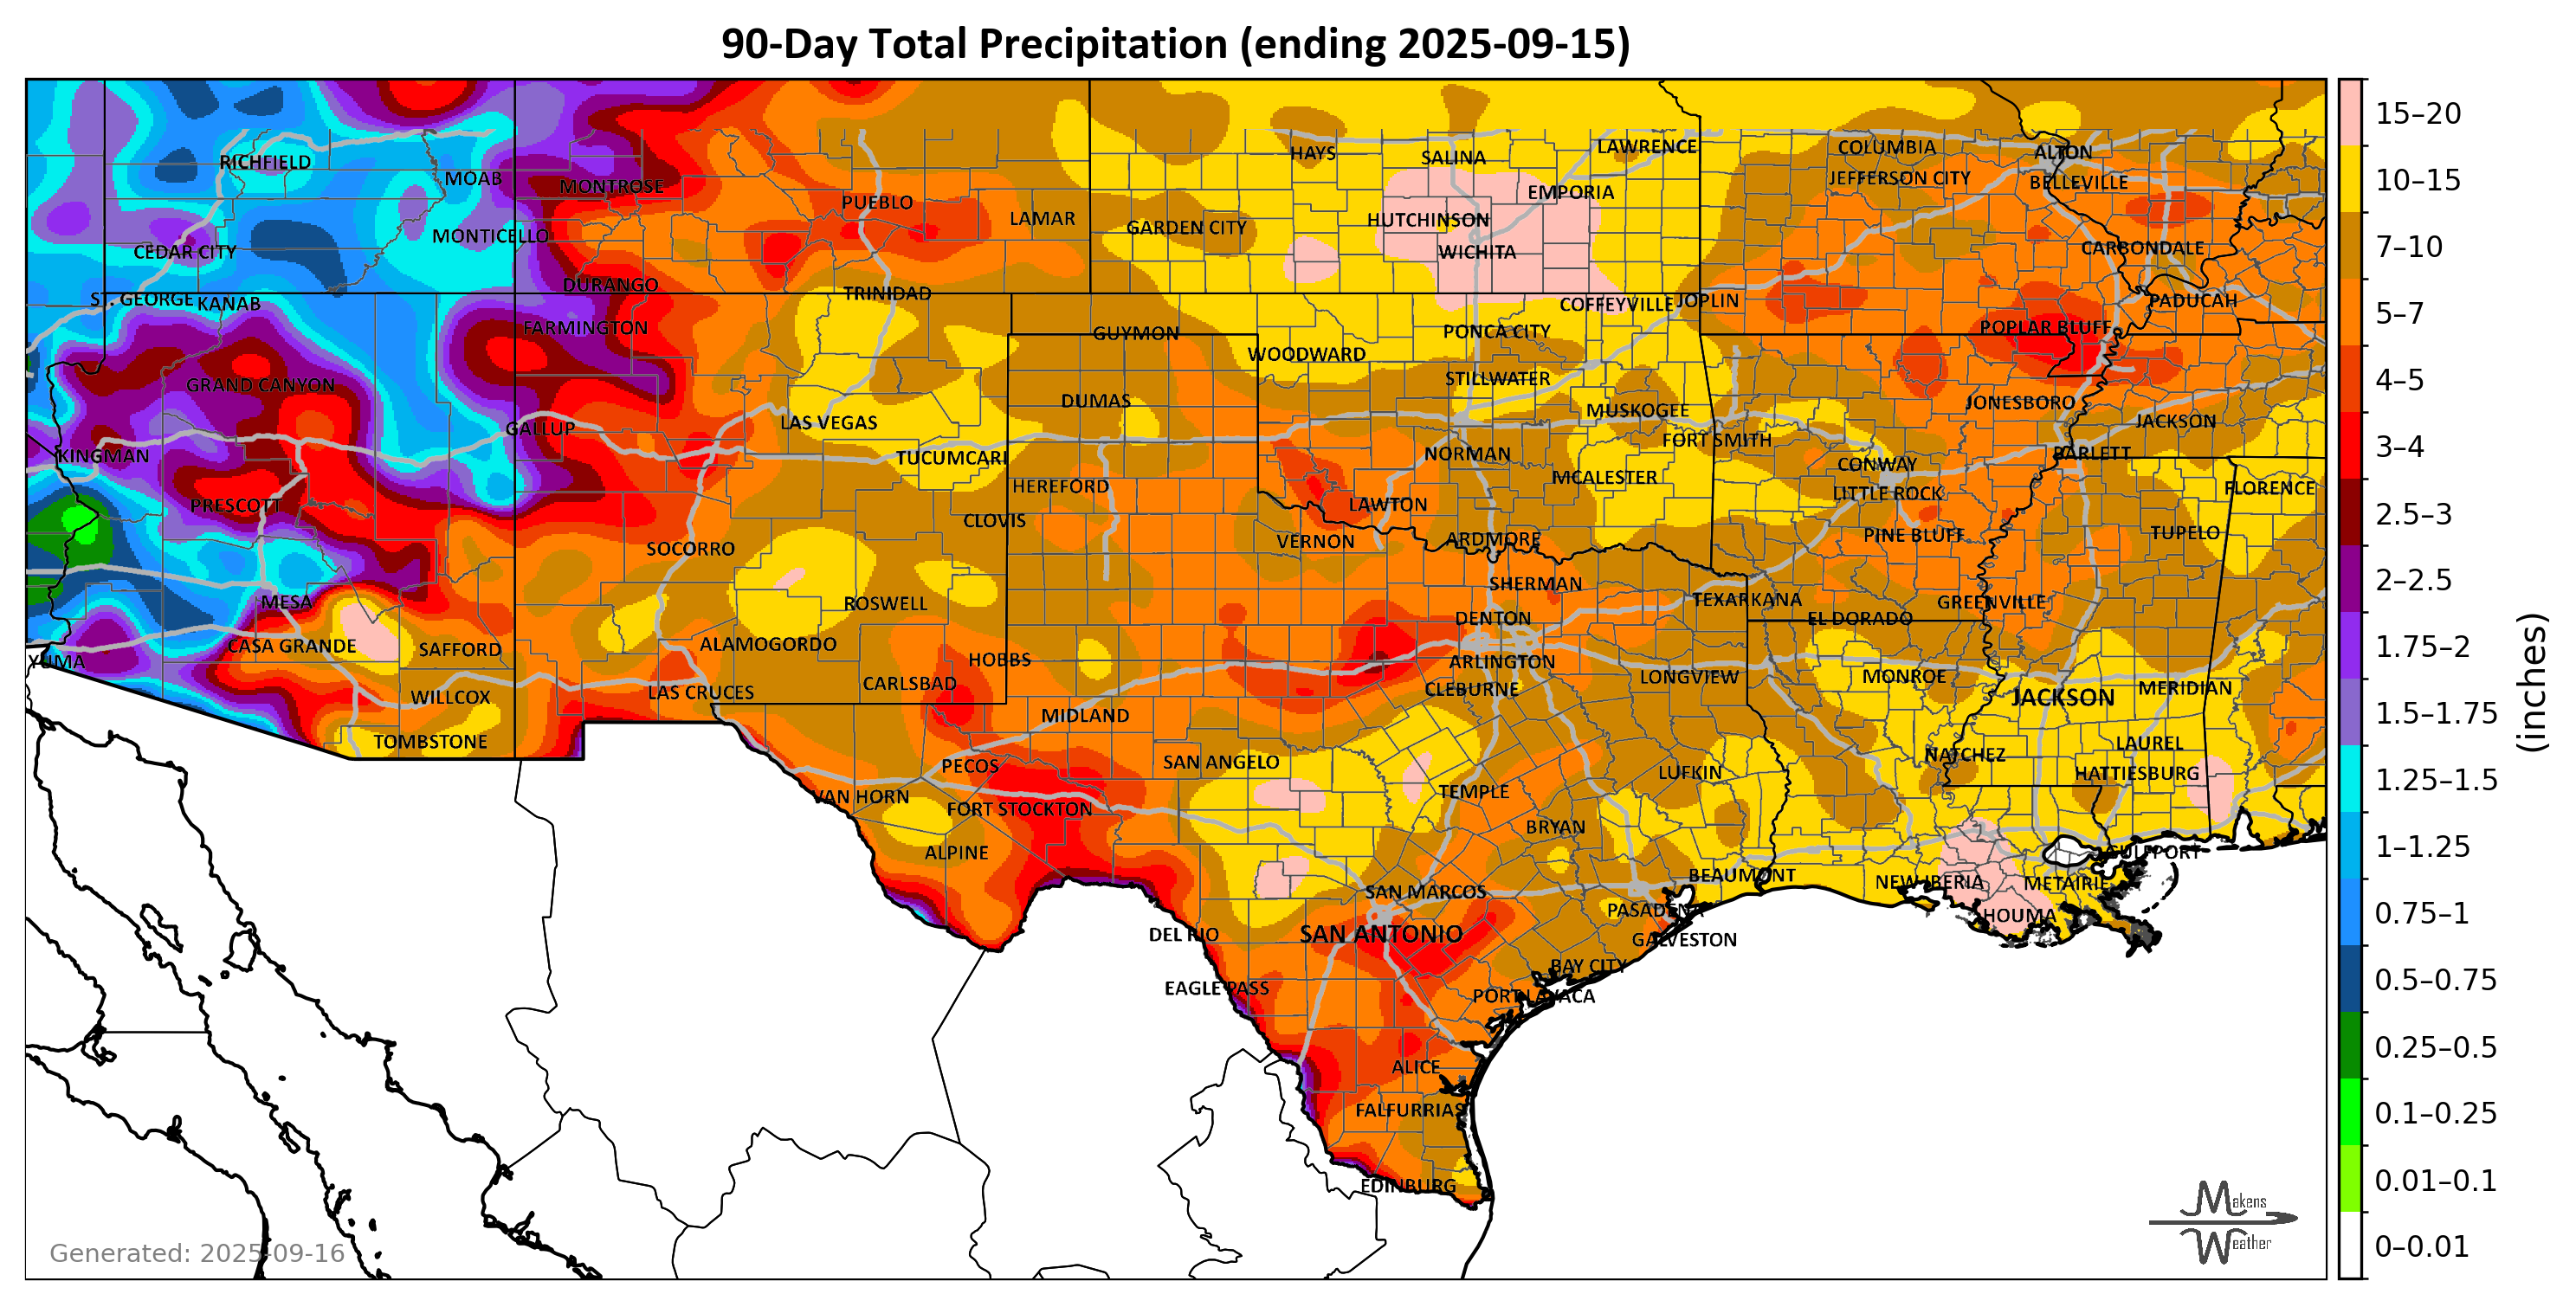 90-Day Total Precipitation (ending 2025-09-15)
RICHFIELD
MOAB
MONTROSE
PUEBLO
LAMAR
HAYS
SALINA
LAWRENCE
COLUMBIA
ALTON
JEFFERSON CITY
BELLEVILLE
EMPORIA
HUTCHINSON
GARDEN CITY
WICHITA
MONTICELLO
CEDAR CITY
CARBONDALE
DURANGO
TRINIDAD
ST. GEORGE
KANAB
COFFEYVILLE
JOPLIN
PADUCAH
FARMINGTON
GUYMON
PONCA CITY
POPLAR BLUFF
WOODWARD
GRAND CANYON
STILLWATER
DUMAS
MUSKOGEE
JONESBORO
JACKSON
LAS VEGAS
GALLUP
FORT SMITH
KINGMAN
TUCUMCARI
NORMAN
BARLETT
CONWAY
MCALESTER
HEREFORD
LITTLE ROCK
FLORENCE
PRESCOTT
LAWTON
CLOVIS
PINE BLUFF
TUPELO
SOCORRO
VERNON
ARDMORE
SHERMAN
MESA
ROSWELL
TEXARKANA
GREENVILLE
DENTON
EL DORADO
CASA GRANDE
SAFFORD
ALAMOGORDO
HOBBS
ARLINGTON
YUMA
LONGVIEW
MONROE
CARLSBAD
LAS CRUCES
CLEBURNE
WILLCOX
JACKSON
MERIDIAN
MIDLAND
TOMBSTONE
LAUREL
NATCHEZ
PECOS
SAN ANGELO
LUFKIN
HATTIESBURG
VAN HORN
FORT STOCKTON
TEMPLE
BRYAN
ALPINE
GULFPORT
BEAUMONT
NEW IBERIA
METAIRIE
SAN MARCOS
PASADENA
HOUMA
DEL RIO
SAN ANTONIO
GALVESTON
BAY CITY
EAGLE PASS
PORT LAVACA
ALICE
FALFURRIAS
EDINBURG
15–20
10–15
7–10
5–7
4–5
3–4
2.5–3
2–2.5
1.75–2
1.5–1.75
1.25–1.5
1–1.25
0.75–1
0.5–0.75
0.25–0.5
0.1–0.25
0.01–0.1
0–0.01
(inches)
Makens
Weather
Generated: 2025-09-16